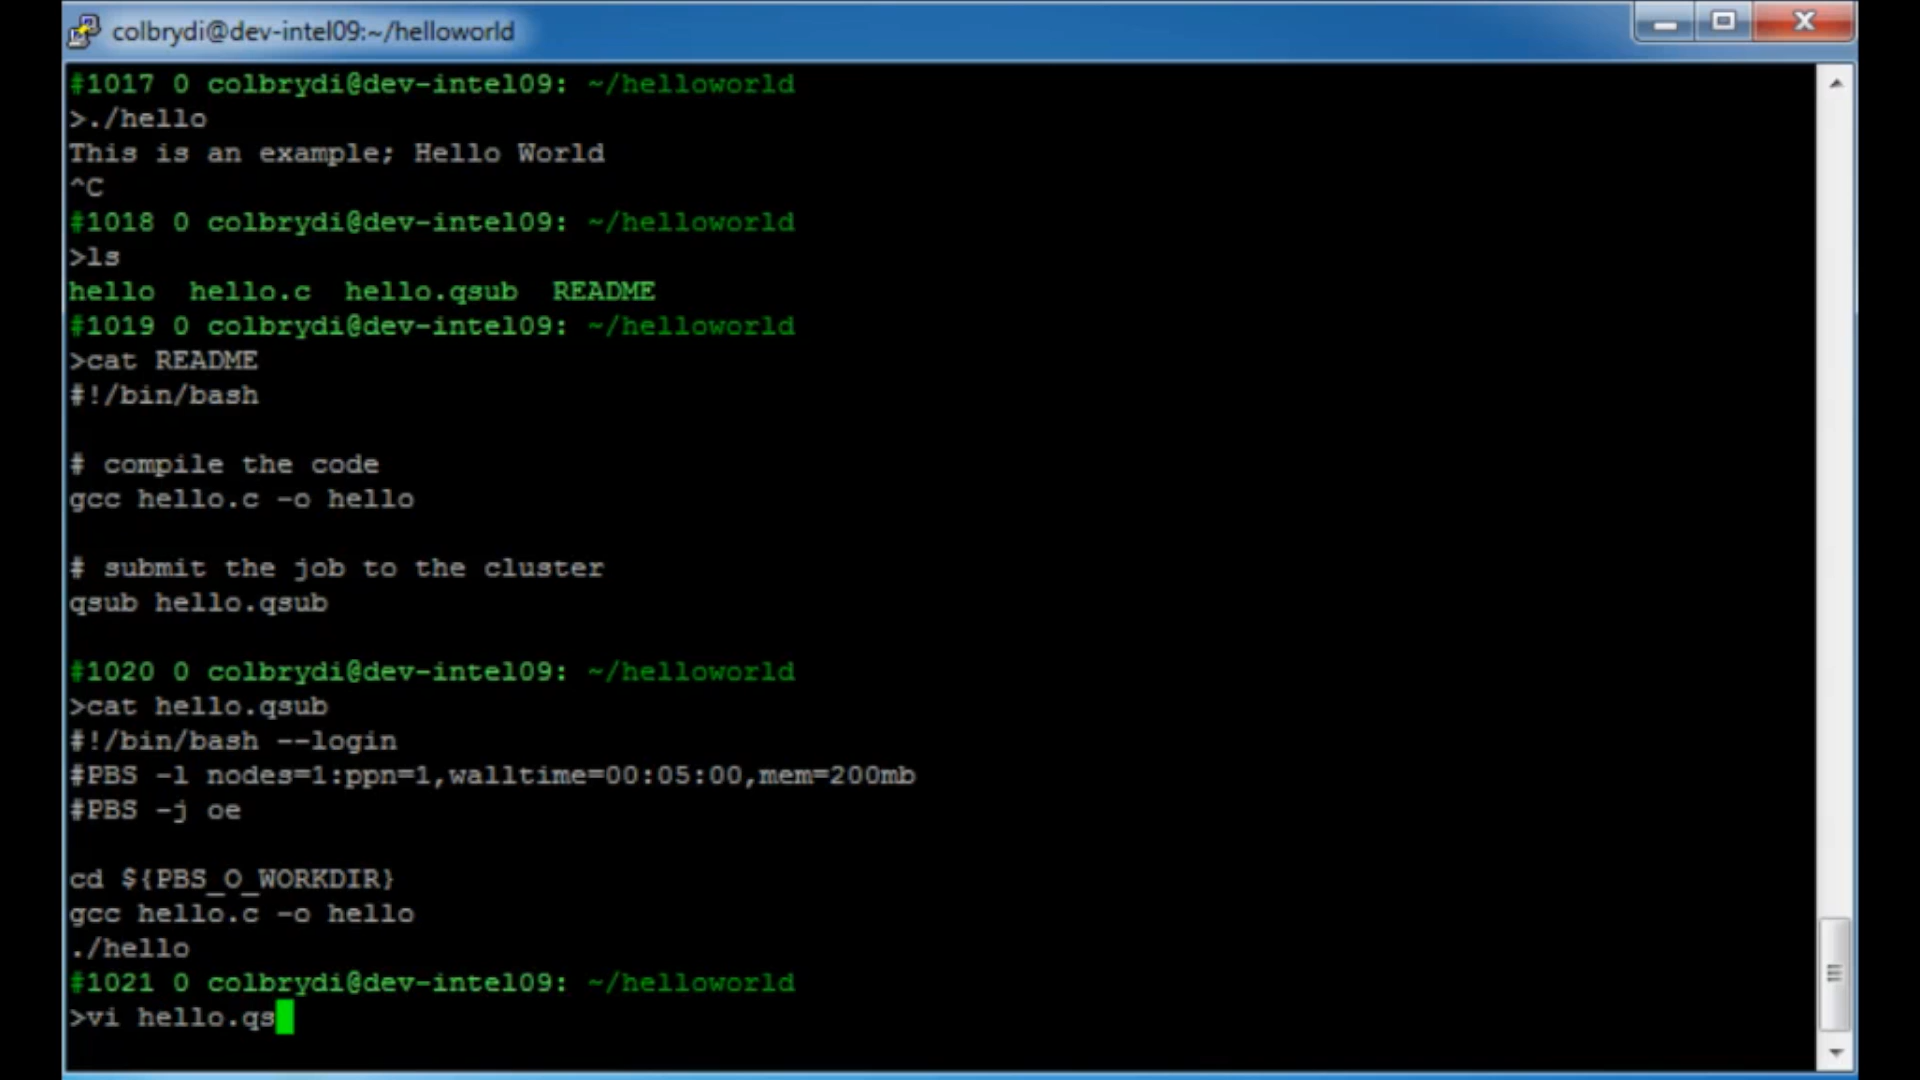 colbrydi@dev-intel09:~/helloworld
#1017 0 colbrydi@dev-intel09: ~/helloworld
>./hello
This is an example; Hello World
^C
#1018 0 colbrydi@dev-intel09: ~/helloworld
>ls
hello  hello.c  hello.qsub  README
#1019 0 colbrydi@dev-intel09: ~/helloworld
>cat README
#!/bin/bash
# compile the code
gcc hello.c -o hello
# submit the job to the cluster
qsub hello.qsub
#1020 0 colbrydi@dev-intel09: ~/helloworld
>cat hello.qsub
#!/bin/bash --login
#PBS -l nodes=1:ppn=1,walltime=00:05:00,mem=200mb
#PBS -j oe
cd ${PBS_O_WORKDIR}
gcc hello.c -o hello
./hello
#1021 0 colbrydi@dev-intel09: ~/helloworld
>vi hello.qs